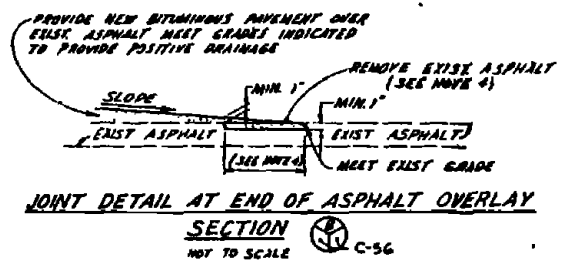 PROVIDE NEW BITUMINOUS PAVEMENT OVER
EXIST. ASPHALT MEET GRADES INDICATED
TO PROVIDE POSITIVE DRAINAGE
REMOVE EXIST. ASPHALT
(SEE NOTE 4)
MIN. 1"
SLOPE
MIN. 1"
EXIST ASPHALT
EXIST ASPHALT
(SEE NOTE 4)
MEET EXIST GRADE
JOINT DETAIL AT END OF ASPHALT OVERLAY
SECTION
NOT TO SCALE
C-56